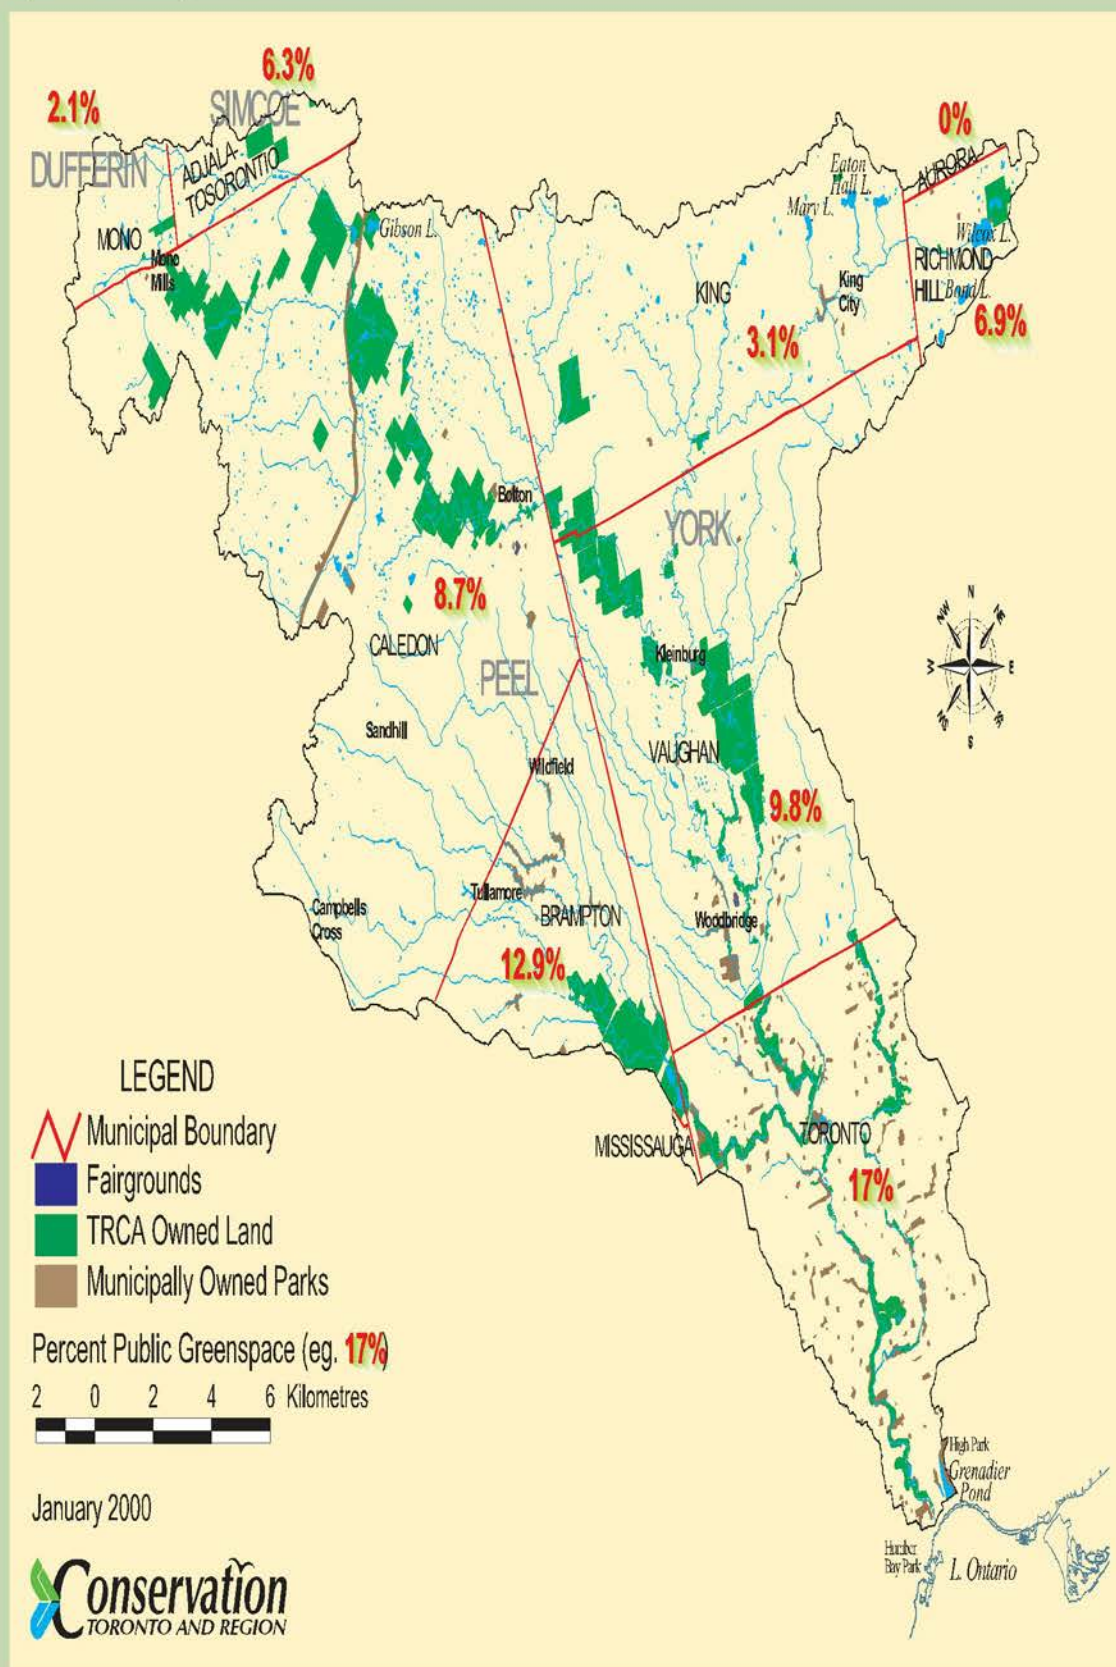 6.3%
2.1%
SIMCOE
0%
DUFFERIN
ADJALA-
TOSORONTIO
AURORA
Eaton
Hall L.
Mary L.
Gibson L.
MONO
Mono
Mills
Wilcox L.
RICHMOND
HILL
Bond L.
KING
King
City
6.9%
3.1%
Bolton
YORK
8.7%
N
NW
NE
W
E
SW
SE
S
CALEDON
Kleinburg
PEEL
Sandhill
VAUGHAN
Wildfield
9.8%
Tullamore
Campbells
Cross
BRAMPTON
Woodbridge
12.9%
LEGEND
Municipal Boundary
Fairgrounds
TRCA Owned Land
Municipally Owned Parks
Percent Public Greenspace (eg. 17%)
2 0 2 4 6 Kilometres
MISSISSAUGA
TORONTO
17%
High Park
Grenadier
Pond
Humber
Bay Park
L. Ontario
January 2000
Conservation
TORONTO AND REGION